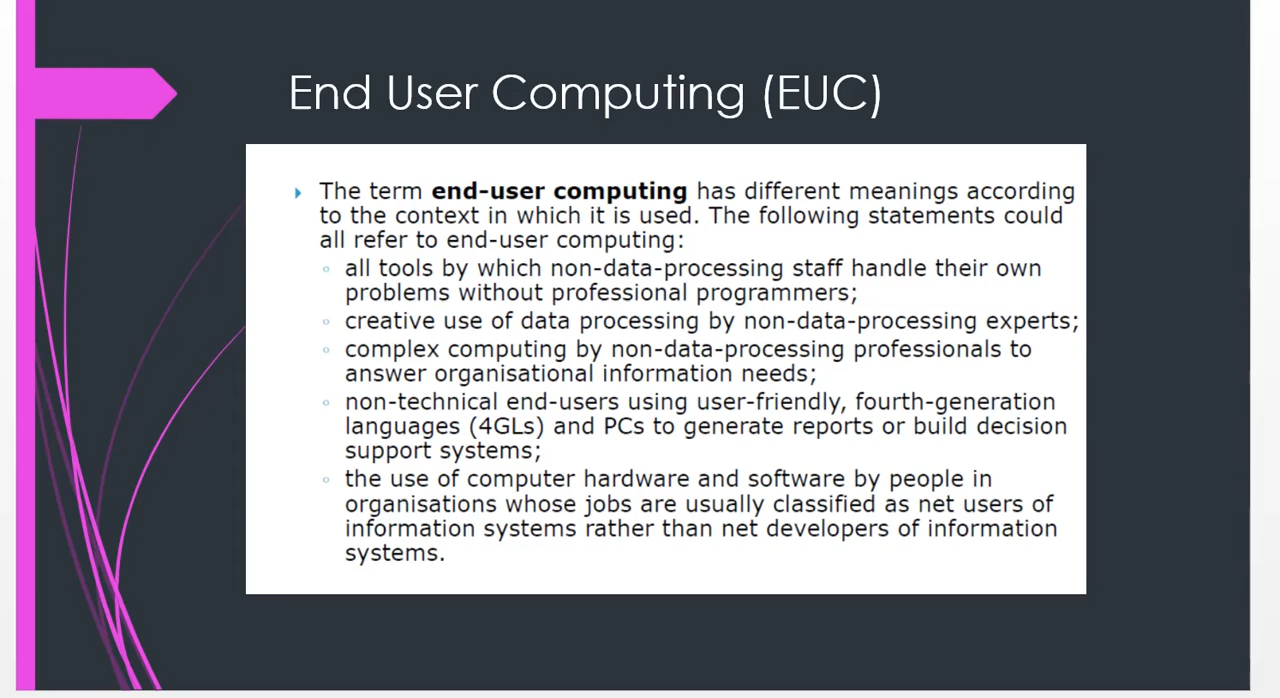 End User Computing (EUC)
The term end-user computing has different meanings according
to the context in which it is used. The following statements could
all refer to end-user computing:
all tools by which non-data-processing staff handle their own
problems without professional programmers;
creative use of data processing by non-data-processing experts;
complex computing by non-data-processing professionals to
answer organisational information needs;
non-technical end-users using user-friendly, fourth-generation
languages (4GLs) and PCs to generate reports or build decision
support systems;
the use of computer hardware and software by people in
organisations whose jobs are usually classified as net users of
information systems rather than net developers of information
systems.